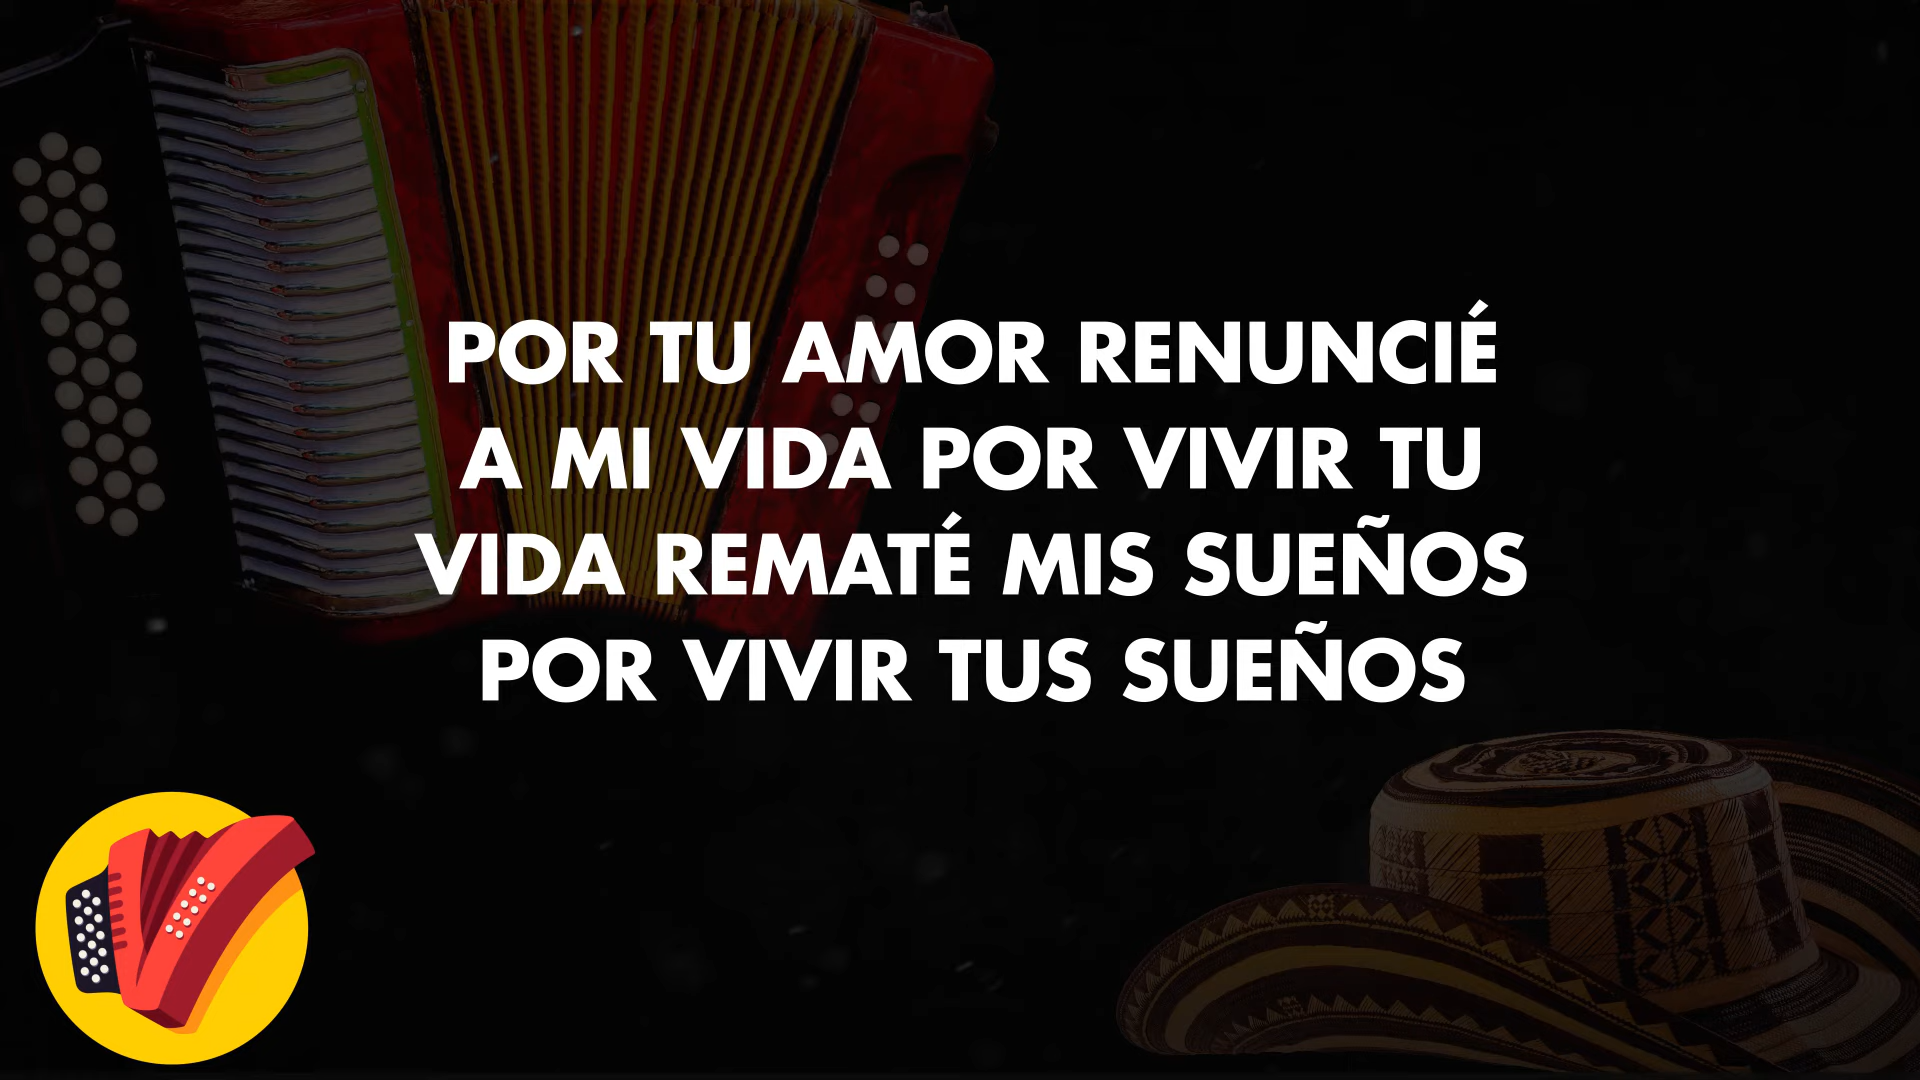 POR TU AMOR RENUNCIÉ
A MI VIDA POR VIVIR TU
VIDA REMATÉ MIS SUEÑOS
POR VIVIR TUS SUEÑOS